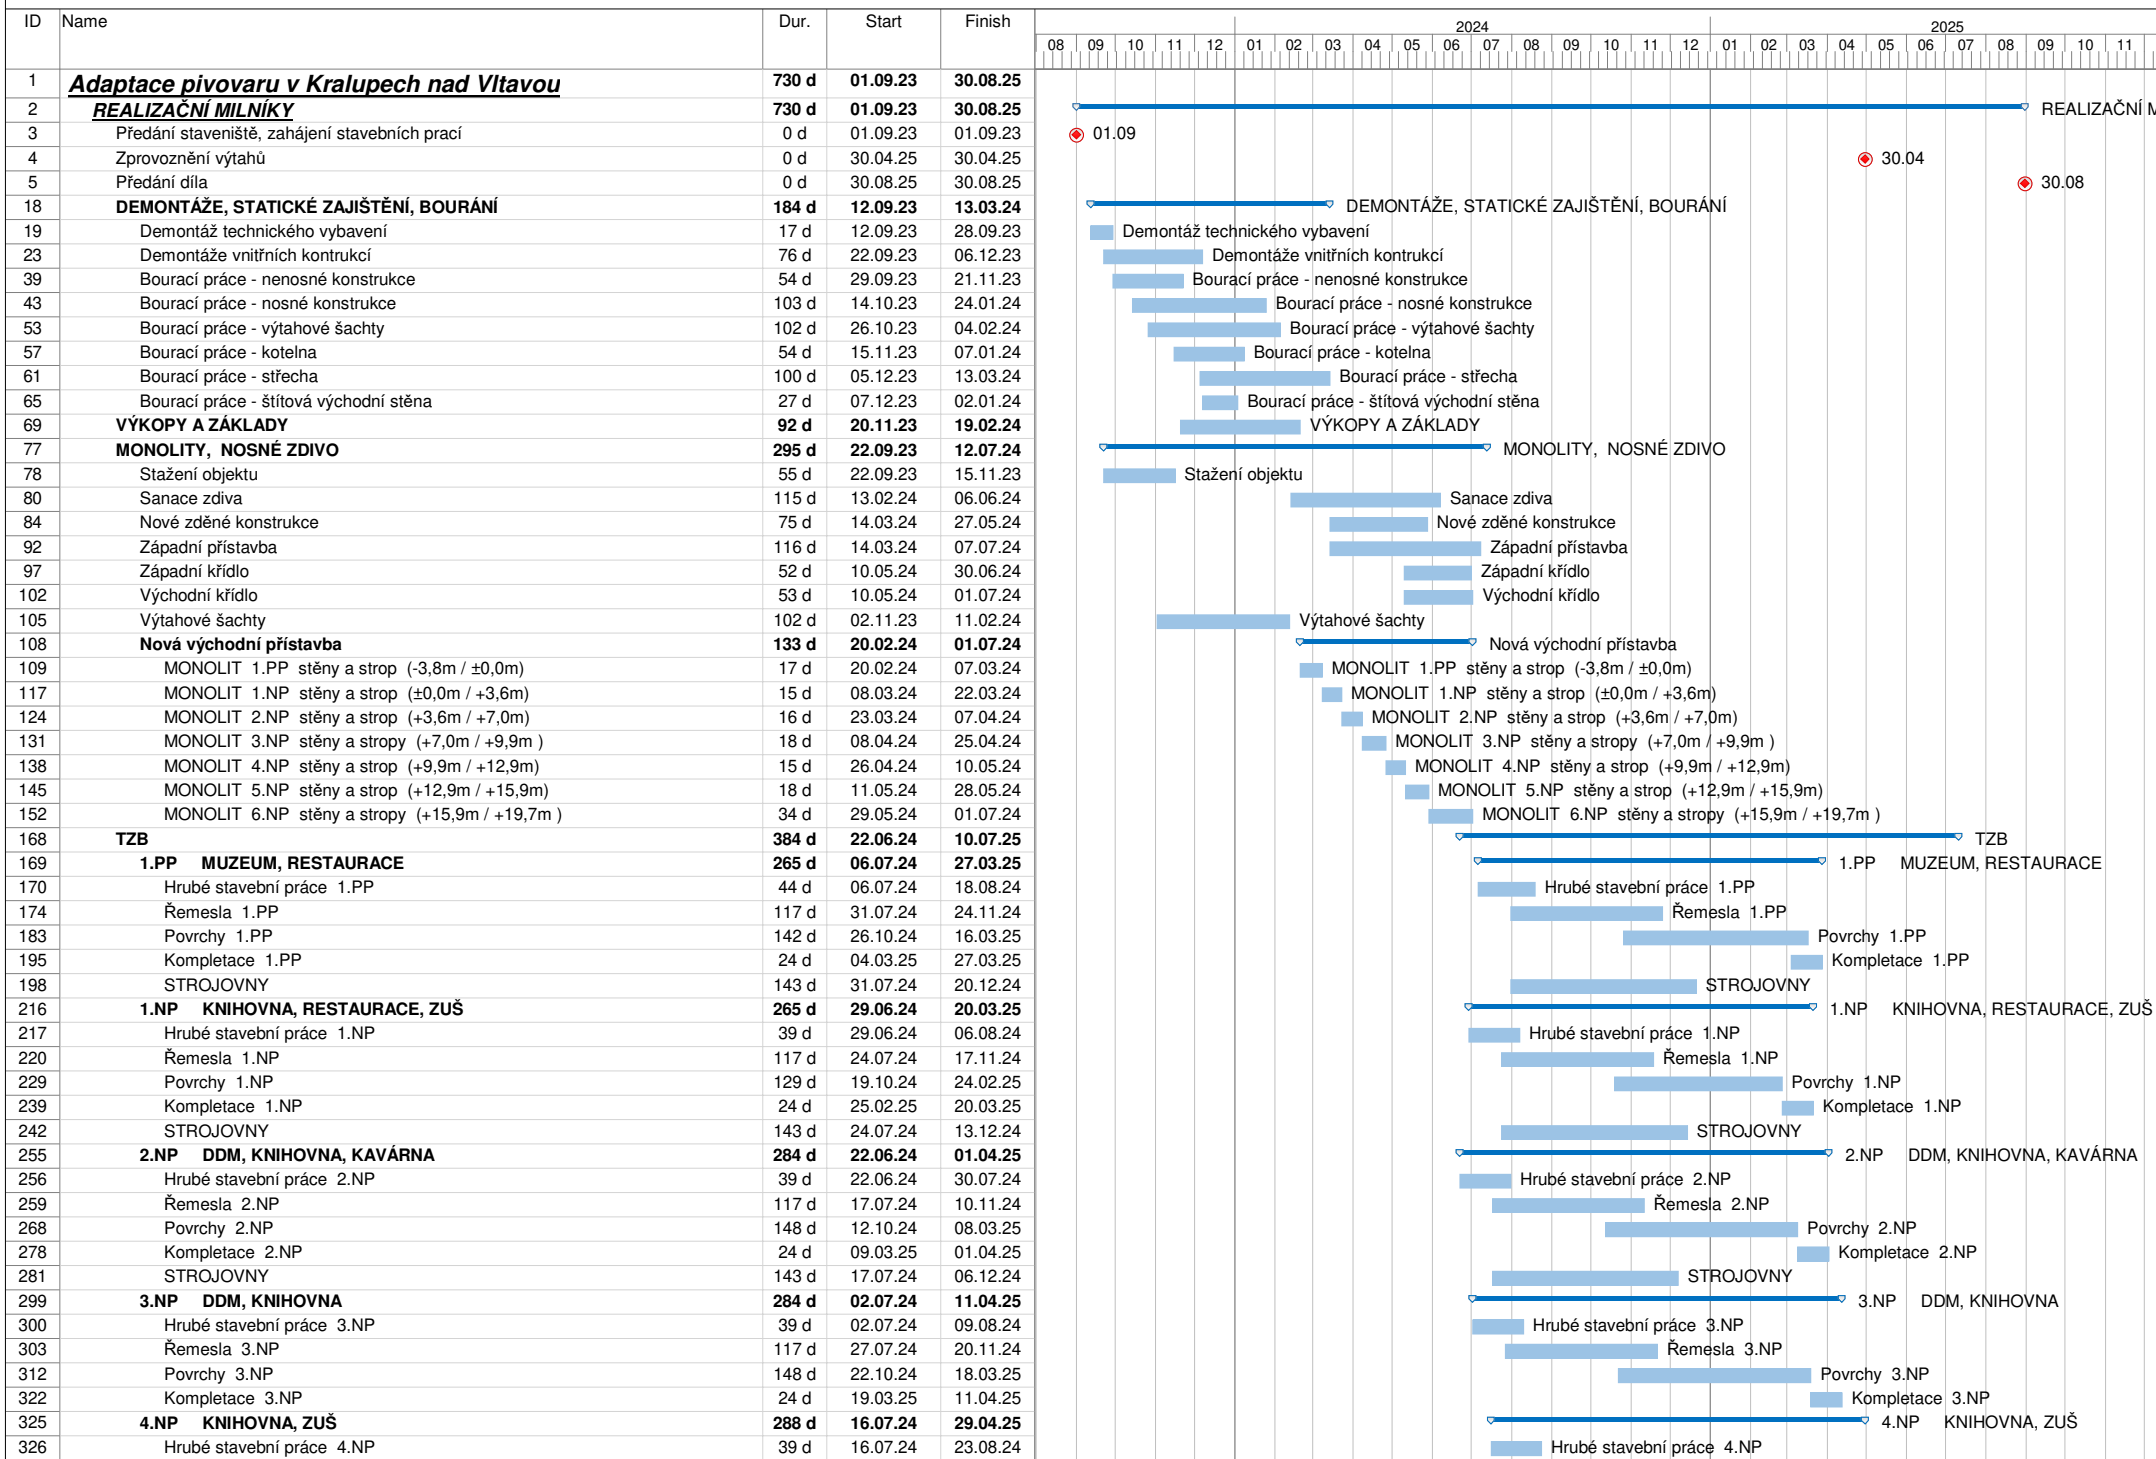 ID Name Dur. Start Finish
2024 2025
08 09 10 11 12 01 02 03 04 05 06 07 08 09 10 11 12 01 02 03 04 05 06 07 08 09 10 11
1 Adaptace pivovaru v Kralupech nad Vltavou 730 d 01.09.23 30.08.25
2 REALIZAČNÍ MILNÍKY 730 d 01.09.23 30.08.25 REALIZAČNÍ M
3 Předání staveniště, zahájení stavebních prací 0 d 01.09.23 01.09.23 01.09
4 Zprovoznění výtahů 0 d 30.04.25 30.04.25 30.04
5 Předání díla 0 d 30.08.25 30.08.25 30.08
18 DEMONTÁŽE, STATICKÉ ZAJIŠTĚNÍ, BOURÁNÍ 184 d 12.09.23 13.03.24 DEMONTÁŽE, STATICKÉ ZAJIŠTĚNÍ, BOURÁNÍ
19 Demontáž technického vybavení 17 d 12.09.23 28.09.23 Demontáž technického vybavení
23 Demontáže vnitřních kontrukcí 76 d 22.09.23 06.12.23 Demontáže vnitřních kontrukcí
39 Bourací práce - nenosné konstrukce 54 d 29.09.23 21.11.23 Bourací práce - nenosné konstrukce
43 Bourací práce - nosné konstrukce 103 d 14.10.23 24.01.24 Bourací práce - nosné konstrukce
53 Bourací práce - výtahové šachty 102 d 26.10.23 04.02.24 Bourací práce - výtahové šachty
57 Bourací práce - kotelna 54 d 15.11.23 07.01.24 Bourací práce - kotelna
61 Bourací práce - střecha 100 d 05.12.23 13.03.24 Bourací práce - střecha
65 Bourací práce - štítová východní stěna 27 d 07.12.23 02.01.24 Bourací práce - štítová východní stěna
69 VÝKOPY A ZÁKLADY 92 d 20.11.23 19.02.24 VÝKOPY A ZÁKLADY
77 MONOLITY, NOSNÉ ZDIVO 295 d 22.09.23 12.07.24 MONOLITY, NOSNÉ ZDIVO
78 Stažení objektu 55 d 22.09.23 15.11.23 Stažení objektu
80 Sanace zdiva 115 d 13.02.24 06.06.24 Sanace zdiva
84 Nové zděné konstrukce 75 d 14.03.24 27.05.24 Nové zděné konstrukce
92 Západní přístavba 116 d 14.03.24 07.07.24 Západní přístavba
97 Západní křídlo 52 d 10.05.24 30.06.24 Západní křídlo
102 Východní křídlo 53 d 10.05.24 01.07.24 Východní křídlo
105 Výtahové šachty 102 d 02.11.23 11.02.24 Výtahové šachty
108 Nová východní přístavba 133 d 20.02.24 01.07.24 Nová východní přístavba
109 MONOLIT 1.PP stěny a strop (-3,8m / ±0,0m) 17 d 20.02.24 07.03.24 MONOLIT 1.PP stěny a strop (-3,8m / ±0,0m)
117 MONOLIT 1.NP stěny a strop (±0,0m / +3,6m) 15 d 08.03.24 22.03.24 MONOLIT 1.NP stěny a strop (±0,0m / +3,6m)
124 MONOLIT 2.NP stěny a strop (+3,6m / +7,0m) 16 d 23.03.24 07.04.24 MONOLIT 2.NP stěny a strop (+3,6m / +7,0m)
131 MONOLIT 3.NP stěny a stropy (+7,0m / +9,9m ) 18 d 08.04.24 25.04.24 MONOLIT 3.NP stěny a stropy (+7,0m / +9,9m )
138 MONOLIT 4.NP stěny a strop (+9,9m / +12,9m) 15 d 26.04.24 10.05.24 MONOLIT 4.NP stěny a strop (+9,9m / +12,9m)
145 MONOLIT 5.NP stěny a strop (+12,9m / +15,9m) 18 d 11.05.24 28.05.24 MONOLIT 5.NP stěny a strop (+12,9m / +15,9m)
152 MONOLIT 6.NP stěny a stropy (+15,9m / +19,7m ) 34 d 29.05.24 01.07.24 MONOLIT 6.NP stěny a stropy (+15,9m / +19,7m )
168 TZB 384 d 22.06.24 10.07.25 TZB
169 1.PP MUZEUM, RESTAURACE 265 d 06.07.24 27.03.25 1.PP MUZEUM, RESTAURACE
170 Hrubé stavební práce 1.PP 44 d 06.07.24 18.08.24 Hrubé stavební práce 1.PP
174 Řemesla 1.PP 117 d 31.07.24 24.11.24 Řemesla 1.PP
183 Povrchy 1.PP 142 d 26.10.24 16.03.25 Povrchy 1.PP
195 Kompletace 1.PP 24 d 04.03.25 27.03.25 Kompletace 1.PP
198 STROJOVNY 143 d 31.07.24 20.12.24 STROJOVNY
216 1.NP KNIHOVNA, RESTAURACE, ZUŠ 265 d 29.06.24 20.03.25 1.NP KNIHOVNA, RESTAURACE, ZUŠ
217 Hrubé stavební práce 1.NP 39 d 29.06.24 06.08.24 Hrubé stavební práce 1.NP
220 Řemesla 1.NP 117 d 24.07.24 17.11.24 Řemesla 1.NP
229 Povrchy 1.NP 129 d 19.10.24 24.02.25 Povrchy 1.NP
239 Kompletace 1.NP 24 d 25.02.25 20.03.25 Kompletace 1.NP
242 STROJOVNY 143 d 24.07.24 13.12.24 STROJOVNY
255 2.NP DDM, KNIHOVNA, KAVÁRNA 284 d 22.06.24 01.04.25 2.NP DDM, KNIHOVNA, KAVÁRNA
256 Hrubé stavební práce 2.NP 39 d 22.06.24 30.07.24 Hrubé stavební práce 2.NP
259 Řemesla 2.NP 117 d 17.07.24 10.11.24 Řemesla 2.NP
268 Povrchy 2.NP 148 d 12.10.24 08.03.25 Povrchy 2.NP
278 Kompletace 2.NP 24 d 09.03.25 01.04.25 Kompletace 2.NP
281 STROJOVNY 143 d 17.07.24 06.12.24 STROJOVNY
299 3.NP DDM, KNIHOVNA 284 d 02.07.24 11.04.25 3.NP DDM, KNIHOVNA
300 Hrubé stavební práce 3.NP 39 d 02.07.24 09.08.24 Hrubé stavební práce 3.NP
303 Řemesla 3.NP 117 d 27.07.24 20.11.24 Řemesla 3.NP
312 Povrchy 3.NP 148 d 22.10.24 18.03.25 Povrchy 3.NP
322 Kompletace 3.NP 24 d 19.03.25 11.04.25 Kompletace 3.NP
325 4.NP KNIHOVNA, ZUŠ 288 d 16.07.24 29.04.25 4.NP KNIHOVNA, ZUŠ
326 Hrubé stavební práce 4.NP 39 d 16.07.24 23.08.24 Hrubé stavební práce 4.NP